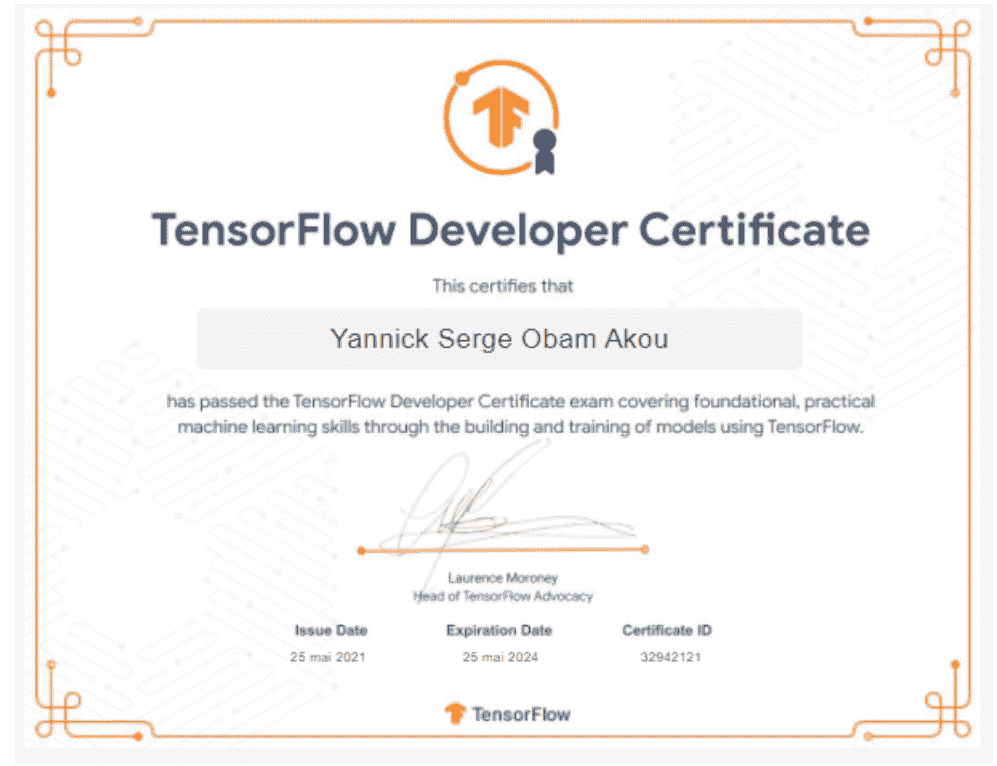 TensorFlow Developer Certificate
This certifies that
Yannick Serge Obam Akou
has passed the TensorFlow Developer Certificate exam covering foundational, practical
machine learning skills through the building and training of models using TensorFlow.
Laurence Moroney
Head of TensorFlow Advocacy
Issue Date Expiration Date Certificate ID
25 mai 2021 25 mai 2024 32942121
TensorFlow